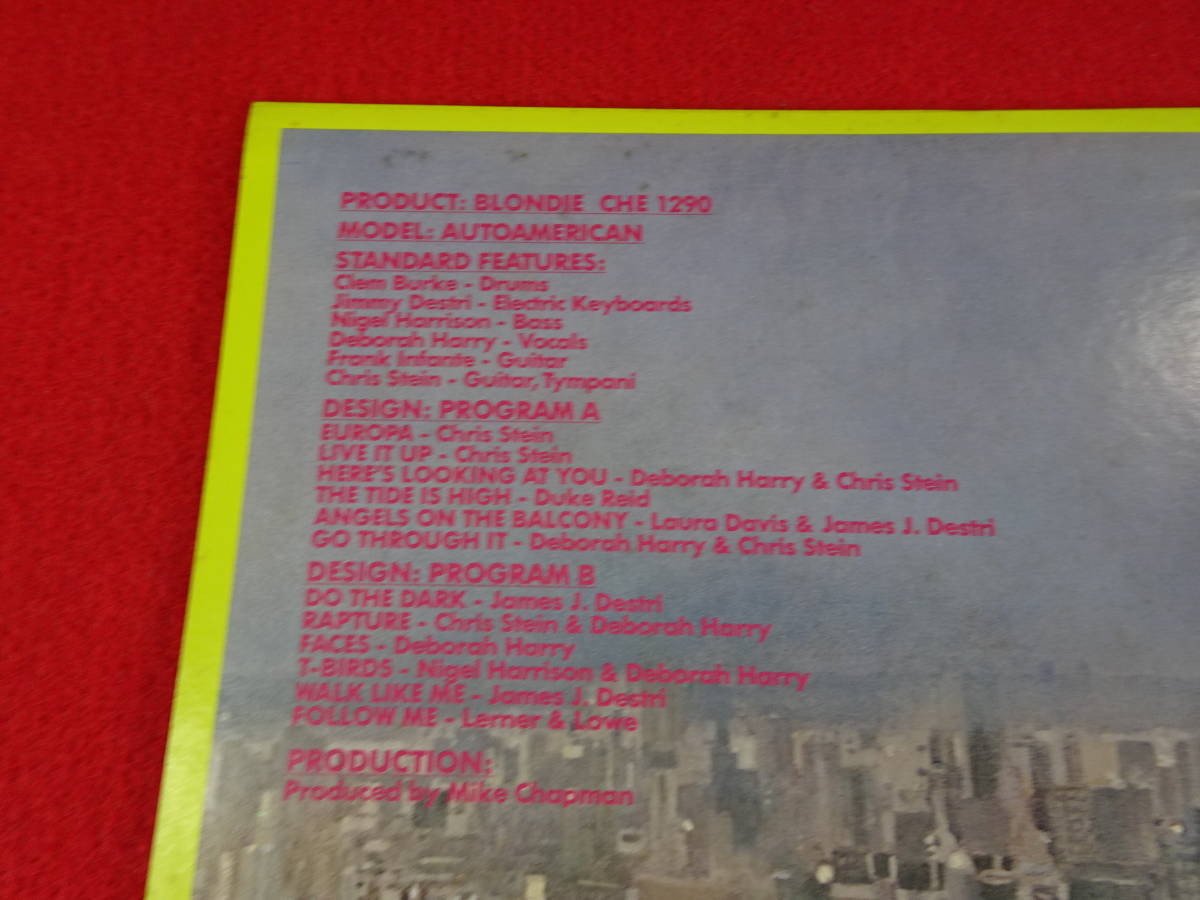 PRODUCT: BLONDIE CHE 1290
MODEL: AUTOAMERICAN
STANDARD FEATURES:
Clem Burke - Drums
Jimmy Destri - Electric Keyboards
Nigel Harrison - Bass
Deborah Harry - Vocals
Frank Infante - Guitar
Chris Stein - Guitar, Tympani
DESIGN: PROGRAM A
EUROPA - Chris Stein
LIVE IT UP - Chris Stein
HERE'S LOOKING AT YOU - Deborah Harry & Chris Stein
THE TIDE IS HIGH - Duke Reid
ANGELS ON THE BALCONY - Laura Davis & James J. Destri
GO THROUGH IT - Deborah Harry & Chris Stein
DESIGN: PROGRAM B
DO THE DARK - James J. Destri
RAPTURE - Chris Stein & Deborah Harry
FACES - Deborah Harry
T-BIRDS - Nigel Harrison & Deborah Harry
WALK LIKE ME - James J. Destri
FOLLOW ME - Lerner & Lowe
PRODUCTION:
Produced by Mike Chapman